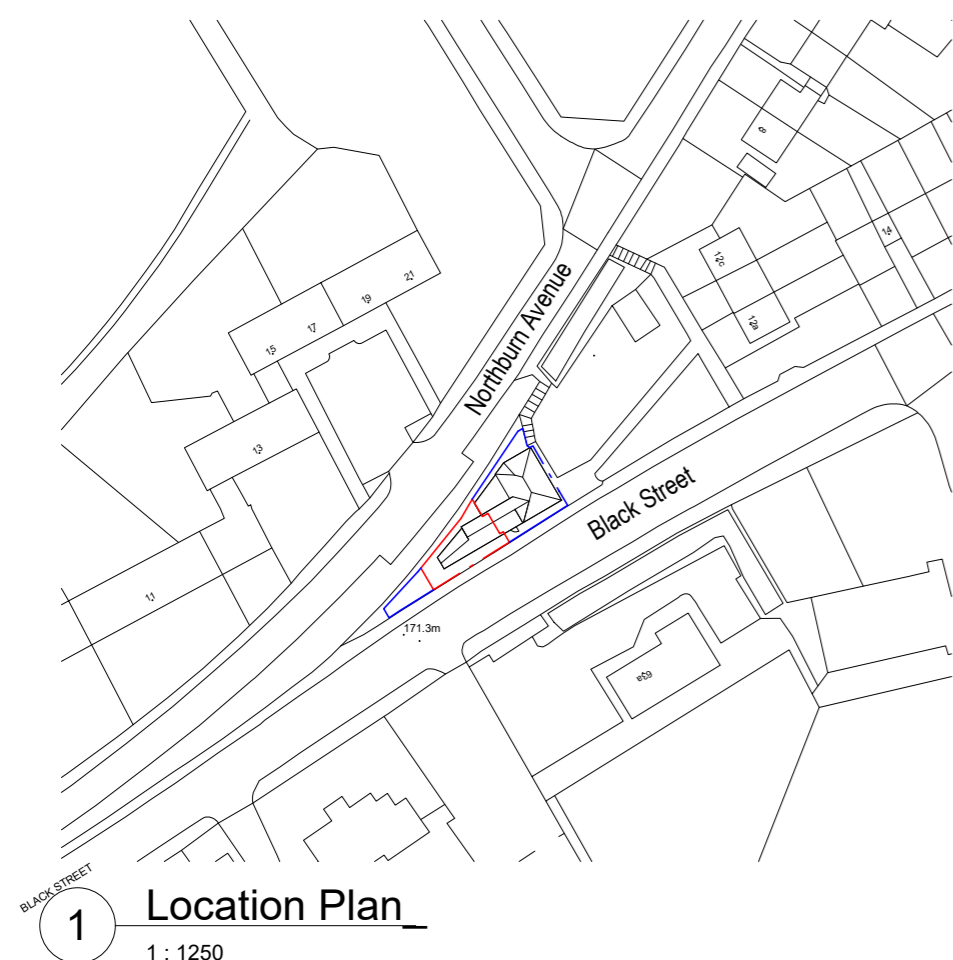 8
14
12c
12a
21
19
17
15
Northburn Avenue
13
Black Street
11
171.3m
63a
BLACK STREET
1
Location Plan
1 : 1250